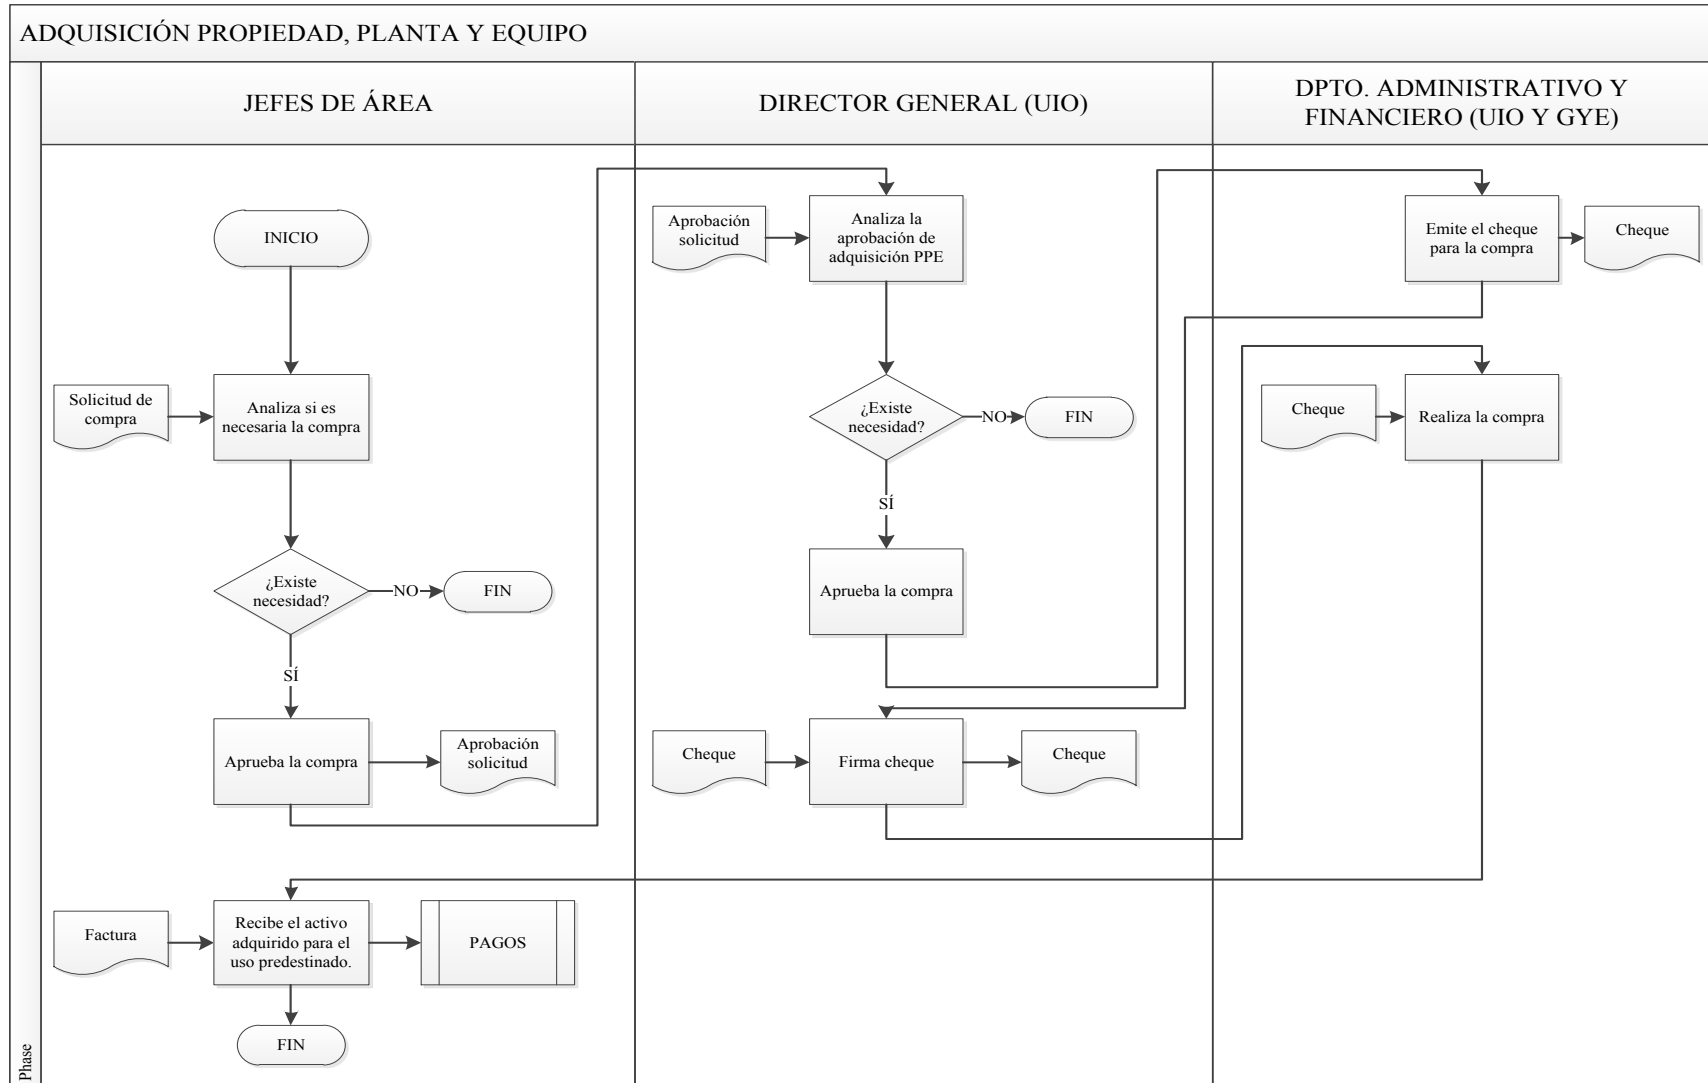 ADQUISICIÓN PROPIEDAD, PLANTA Y EQUIPO
Phase
JEFES DE ÁREA
DIRECTOR GENERAL (UIO)
DPTO. ADMINISTRATIVO Y
FINANCIERO (UIO Y GYE)
INICIO
Solicitud de
compra
Analiza si es
necesaria la compra
¿Existe
necesidad?
NO
FIN
SÍ
Aprueba la compra
Aprobación
solicitud
Factura
Recibe el activo
adquirido para el
uso predestinado.
PAGOS
FIN
Aprobación
solicitud
Analiza la
aprobación de
adquisición PPE
¿Existe
necesidad?
NO
FIN
SÍ
Aprueba la compra
Cheque
Firma cheque
Cheque
Emite el cheque
para la compra
Cheque
Cheque
Realiza la compra